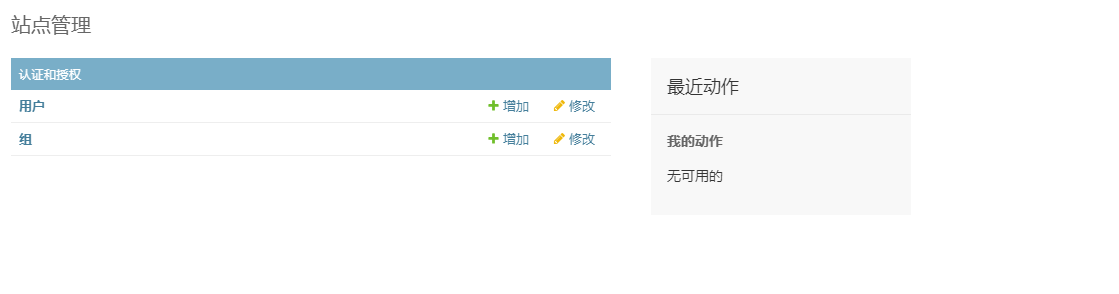 站点管理
认证和授权
用户 增加 修改
组 增加 修改
最近动作
我的动作
无可用的